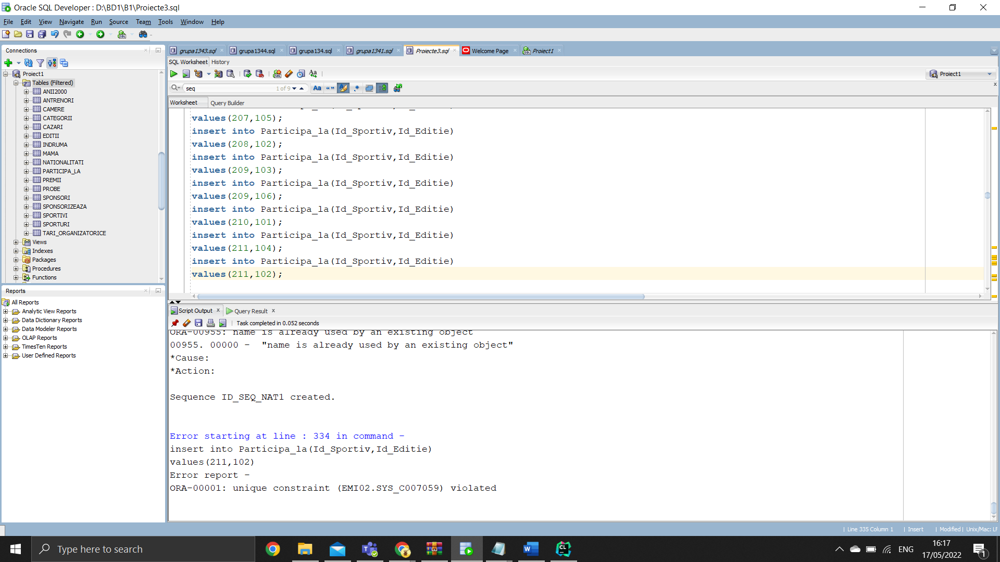 Oracle SQL Developer : D:\BD1\B1\Proiecte3.sql
File Edit View Navigate Run Source Team Tools Window Help
Connections
Proiect1
Tables (Filtered)
ANII2000
ANTRENORI
CAMERE
CATEGORII
CAZARI
EDITII
INDRUMA
MAMA
NATIONALITATI
PARTICIPA_LA
PREMII
PROBE
SPONSORI
SPONSORIZEAZA
SPORTIVI
SPORTURI
TARI_ORGANIZATORICE
Views
Indexes
Packages
Procedures
Functions
Reports
All Reports
Analytic View Reports
Data Dictionary Reports
Data Modeler Reports
OLAP Reports
TimesTen Reports
User Defined Reports
grupa1343.sql grupa1344.sql grupa134.sql grupa1341.sql Proiecte3.sql Welcome Page Proiect1
SQL Worksheet History
Proiect1
seq 1 of 9
Worksheet Query Builder
values(207,105);
insert into Participa_la(Id_Sportiv,Id_Editie)
values(208,102);
insert into Participa_la(Id_Sportiv,Id_Editie)
values(209,103);
insert into Participa_la(Id_Sportiv,Id_Editie)
values(209,106);
insert into Participa_la(Id_Sportiv,Id_Editie)
values(210,101);
insert into Participa_la(Id_Sportiv,Id_Editie)
values(211,104);
insert into Participa_la(Id_Sportiv,Id_Editie)
values(211,102);
Script Output Query Result
Task completed in 0.052 seconds
ORA-00955: name is already used by an existing object
00955. 00000 -  "name is already used by an existing object"
*Cause:
*Action:
Sequence ID_SEQ_NAT1 created.
Error starting at line : 334 in command -
insert into Participa_la(Id_Sportiv,Id_Editie)
values(211,102)
Error report -
ORA-00001: unique constraint (EMI02.SYS_C007059) violated
Line 335 Column 1 Insert Modified Unix/Mac: LF
Type here to search
ENG
16:17
17/05/2022
1